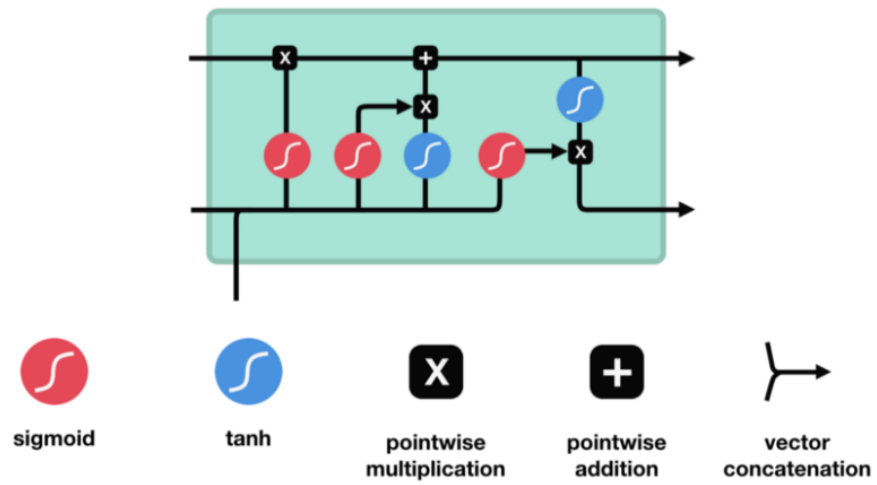 X
+
X
X
X
+
sigmoid
tanh
pointwise
multiplication
pointwise
addition
vector
concatenation